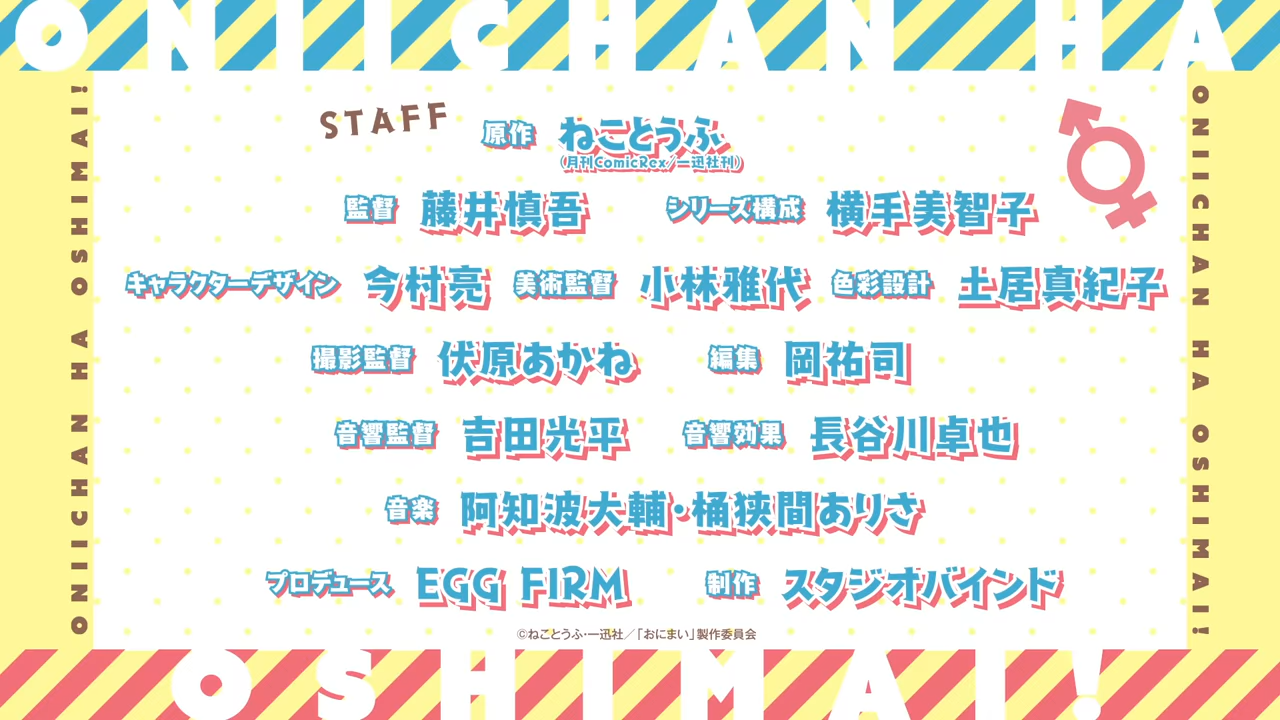 ONIICHAN HA
STAFF
原作 ねことうふ
(月刊ComicRex/一迅社刊)
監督 藤井慎吾 シリーズ構成 横手美智子
キャラクターデザイン 今村亮 美術監督 小林雅代 色彩設計 土居真紀子
撮影監督 伏原あかね 編集 岡祐司
音響監督 吉田光平 音響効果 長谷川卓也
音楽 阿知波大輔・桶狭間ありさ
プロデュース EGG FIRM 制作 スタジオバインド
©ねことうふ・一迅社/「おにまい」製作委員会
ONIICHAN HA OSHIMAI!
ONIICHAN HA OSHIMAI!
OSHIMAI!